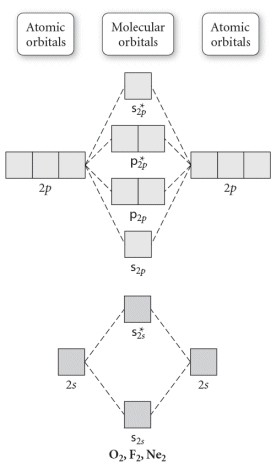 Atomic
orbitals
Molecular
orbitals
Atomic
orbitals
s*2p
p*2p
2p
2p
p2p
s2p
s*2s
2s
2s
s2s
O2, F2, Ne2